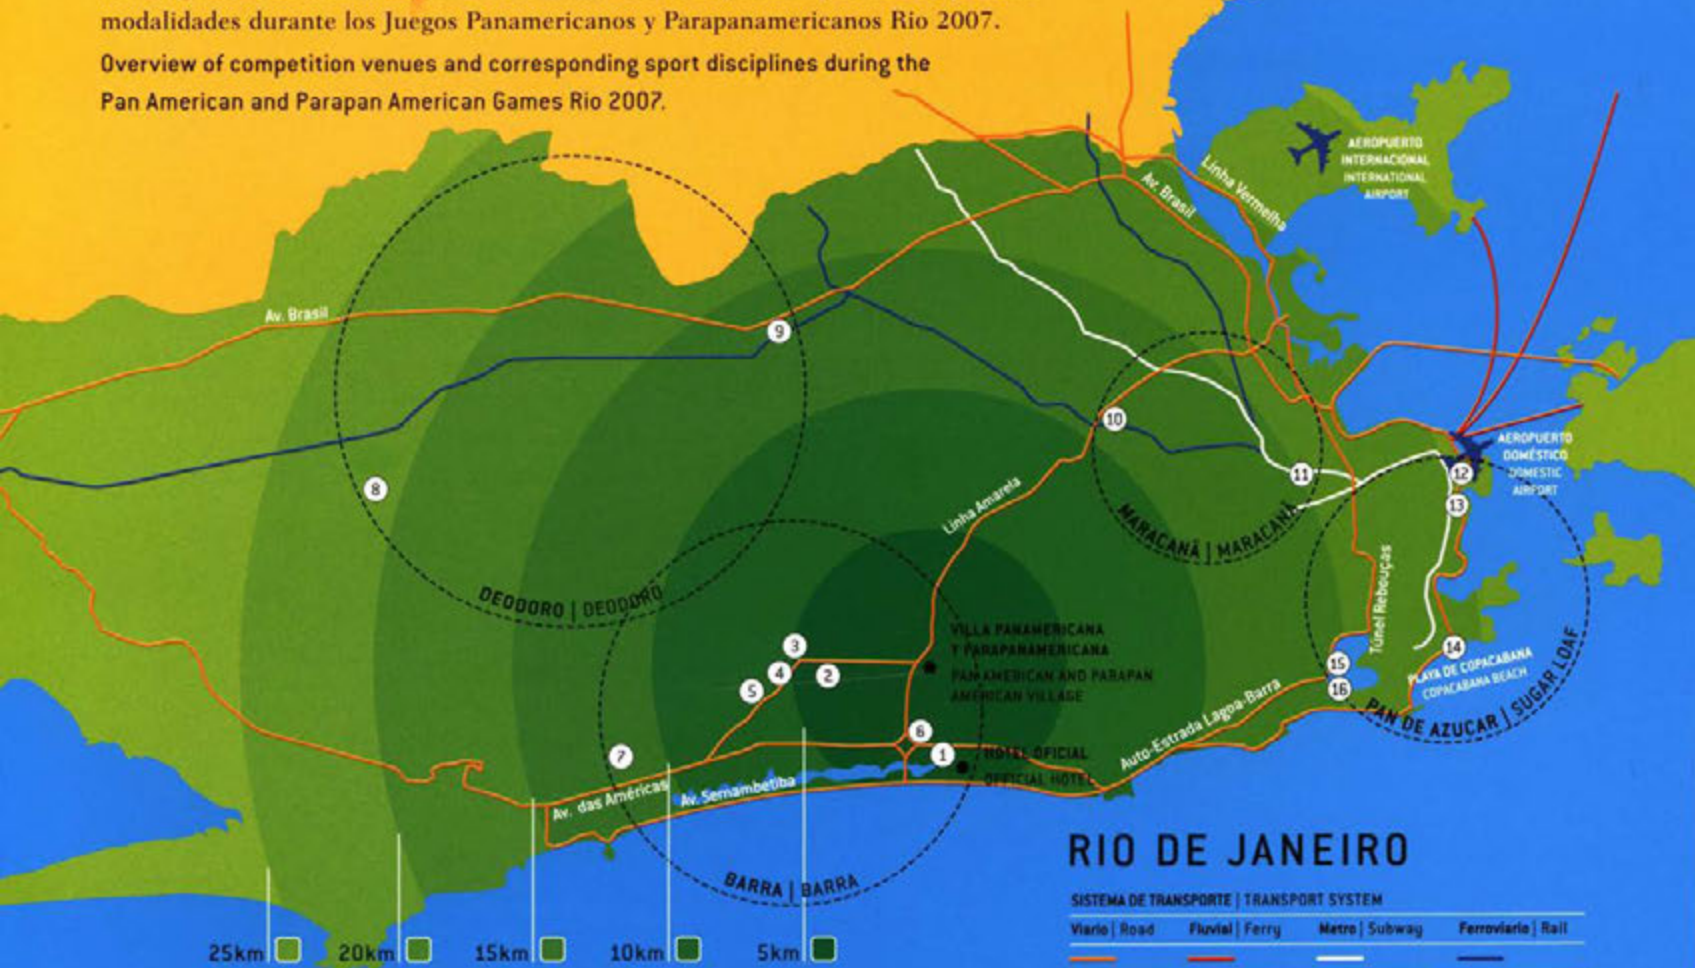 modalidades durante los Juegos Panamericanos y Parapanamericanos Rio 2007.
Overview of competition venues and corresponding sport disciplines during the
Pan American and Parapan American Games Rio 2007.
AEROPUERTO
INTERNACIONAL
INTERNATIONAL
AIRPORT
Linha Vermelha
Av. Brasil
Av. Brasil
9
10
8
11
AEROPUERTO
DOMÉSTICO
DOMESTIC
AIRPORT
12
13
Linha Amarela
MARACANÃ | MARACANÃ
DEODORO | DEODORO
Túnel Rebouças
VILLA PANAMERICANA
Y PARAPANAMERICANA
PAN AMERICAN AND PARAPAN
AMERICAN VILLAGE
3
4
2
5
14
15
16
PLAYA DE COPACABANA
COPACABANA BEACH
PAN DE AZUCAR | SUGAR LOAF
Auto-Estrada Lagoa-Barra
6
7
1
HOTEL OFICIAL
OFFICIAL HOTEL
Av. das Américas
Av. Sernambetiba
BARRA | BARRA
RIO DE JANEIRO
SISTEMA DE TRANSPORTE | TRANSPORT SYSTEM
Viario | Road
Fluvial | Ferry
Metro | Subway
Ferroviario | Rail
25km
20km
15km
10km
5km